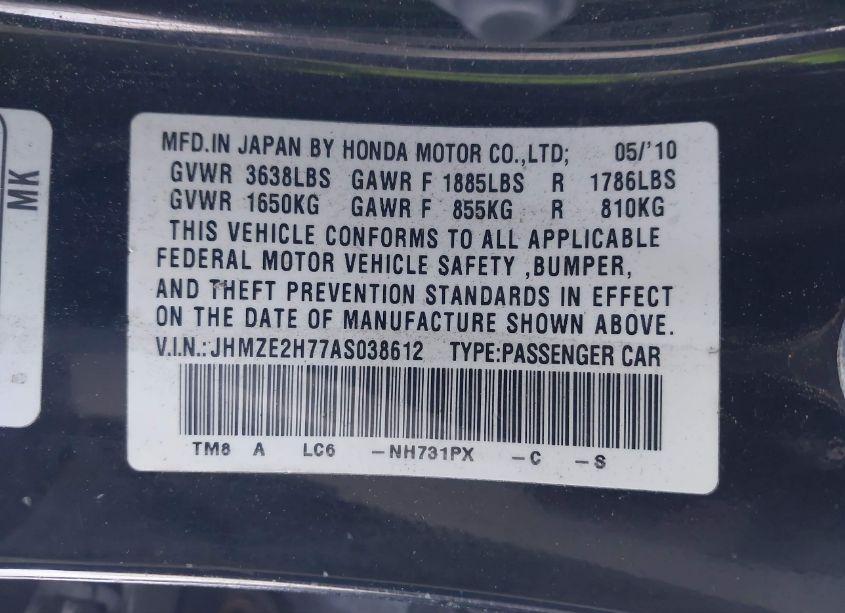 MK
MFD.IN JAPAN BY HONDA MOTOR CO.,LTD; 05/'10
GVWR 3638LBS GAWR F 1885LBS R 1786LBS
GVWR 1650KG GAWR F 855KG R 810KG
THIS VEHICLE CONFORMS TO ALL APPLICABLE
FEDERAL MOTOR VEHICLE SAFETY ,BUMPER,
AND THEFT PREVENTION STANDARDS IN EFFECT
ON THE DATE OF MANUFACTURE SHOWN ABOVE.
V.I.N.:JHMZE2H77AS038612 TYPE:PASSENGER CAR
TM8 A LC6 -NH731PX -C -S